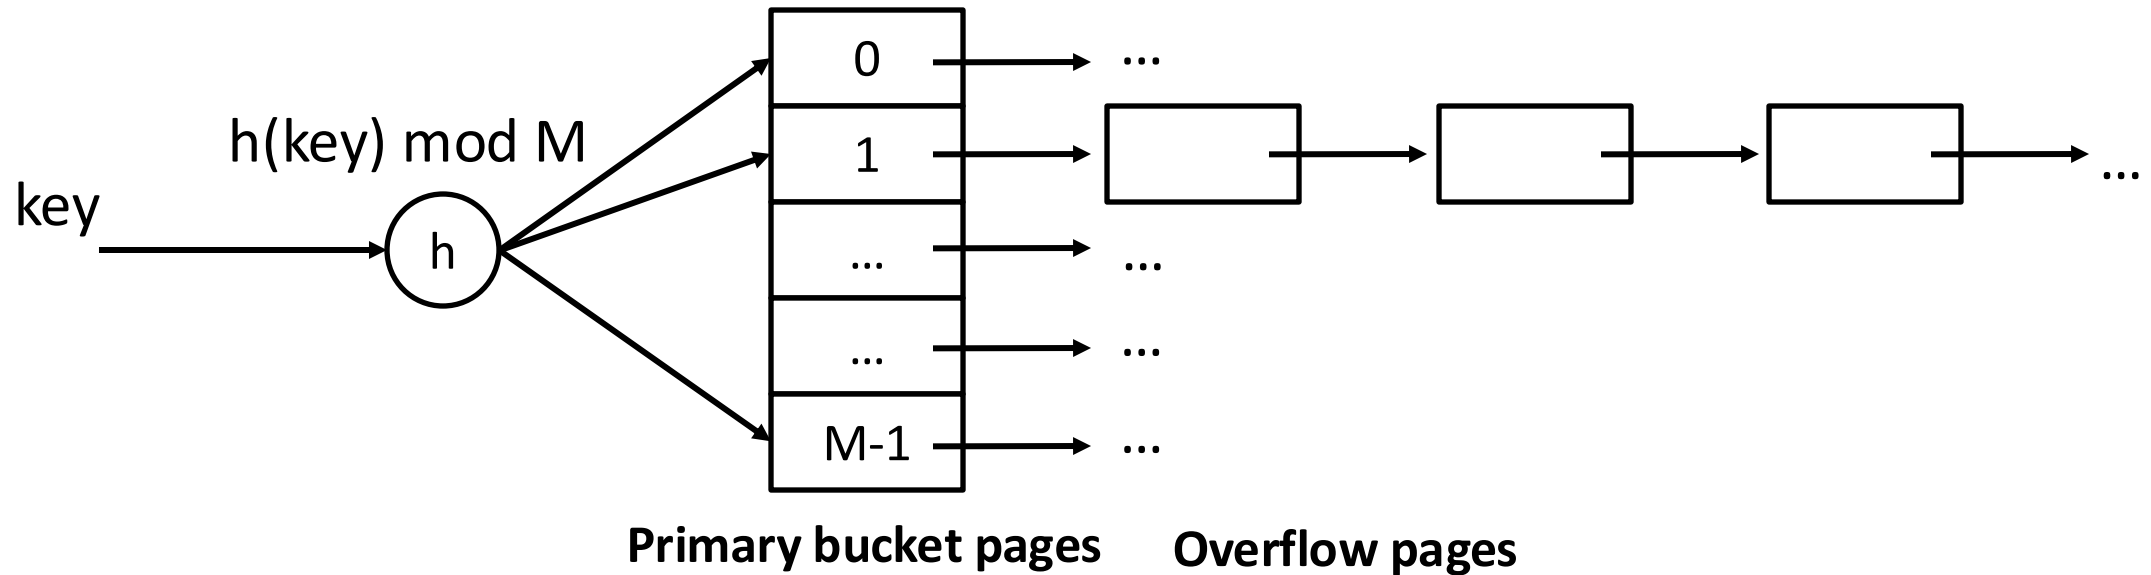 0 ...
h(key) mod M
1
key
...
h
... ...
... ...
M-1 ...
Primary bucket pages
Overflow pages